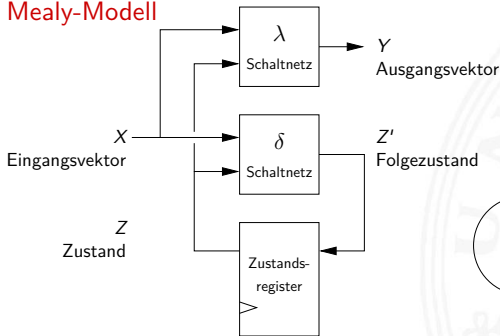 Mealy-Modell
λ
Schaltnetz
Y
Ausgangsvektor
X
Eingangsvektor
δ
Schaltnetz
Z'
Folgezustand
Z
Zustand
Zustands-
register